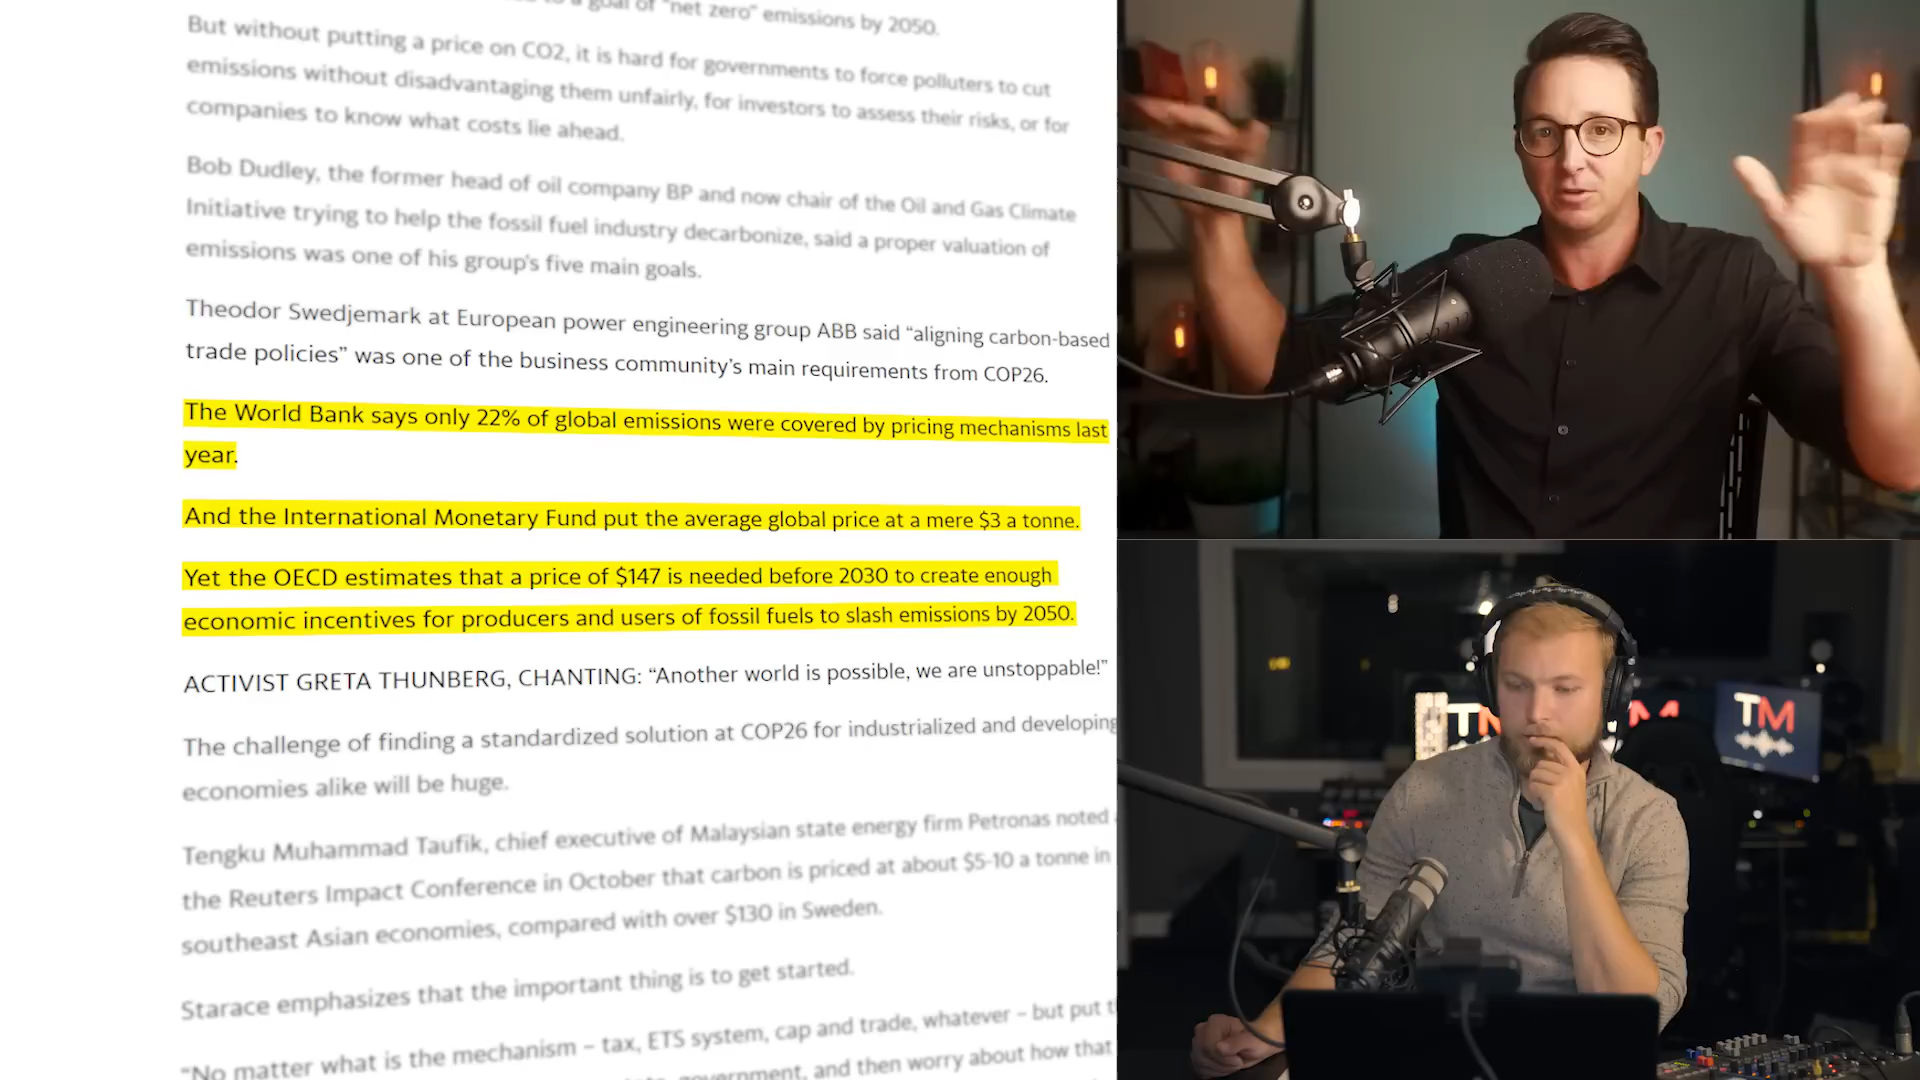 goal of "net zero" emissions by 2050.
But without putting a price on CO2, it is hard for governments to force polluters to cut
emissions without disadvantaging them unfairly, for investors to assess their risks, or for
companies to know what costs lie ahead.
Bob Dudley, the former head of oil company BP and now chair of the Oil and Gas Climate
Initiative trying to help the fossil fuel industry decarbonize, said a proper valuation of
emissions was one of his group's five main goals.
Theodor Swedjemark at European power engineering group ABB said “aligning carbon-based
trade policies” was one of the business community’s main requirements from COP26.
The World Bank says only 22% of global emissions were covered by pricing mechanisms last
year.
And the International Monetary Fund put the average global price at a mere $3 a tonne.
Yet the OECD estimates that a price of $147 is needed before 2030 to create enough
economic incentives for producers and users of fossil fuels to slash emissions by 2050.
ACTIVIST GRETA THUNBERG, CHANTING: “Another world is possible, we are unstoppable!”
The challenge of finding a standardized solution at COP26 for industrialized and developing
economies alike will be huge.
Tengku Muhammad Taufik, chief executive of Malaysian state energy firm Petronas noted
the Reuters Impact Conference in October that carbon is priced at about $5-10 a tonne in
southeast Asian economies, compared with over $130 in Sweden.
Starace emphasizes that the important thing is to get started.
“No matter what is the mechanism – tax, ETS system, cap and trade, whatever – but put
government, and then worry about how that
TM